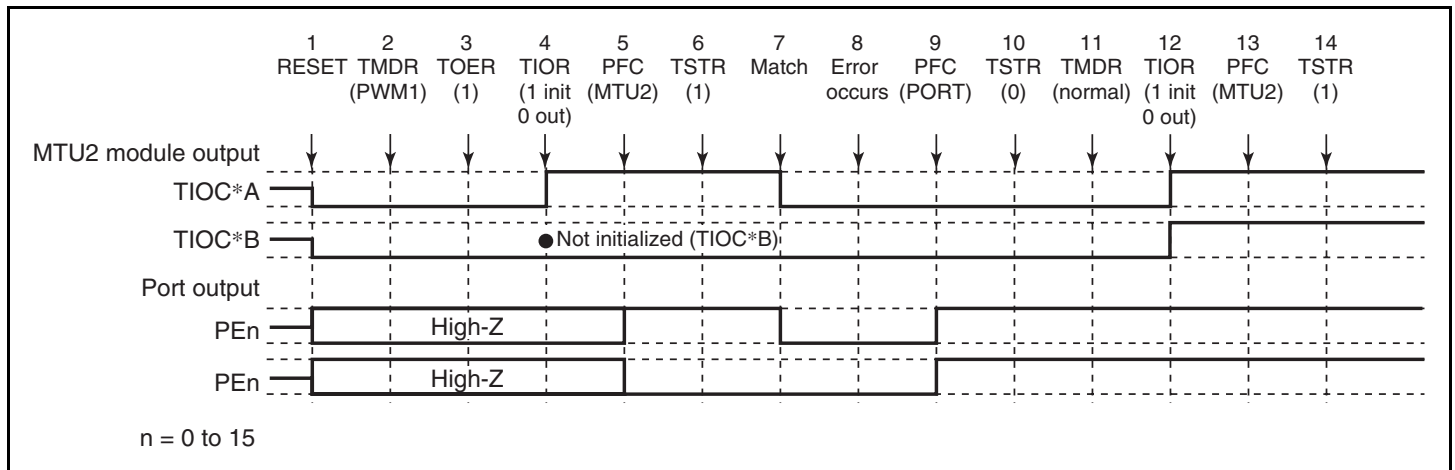 1 2 3 4 5 6 7 8 9 10 11 12 13 14
RESET TMDR TOER TIOR PFC TSTR Match Error PFC TSTR TMDR TIOR PFC TSTR
(PWM1) (1) (1 init (MTU2) (1) occurs (PORT) (0) (normal) (1 init (MTU2) (1)
0 out) 0 out)
MTU2 module output
TIOC*A
TIOC*B ● Not initialized (TIOC*B)
Port output
PEn High-Z
PEn High-Z
n = 0 to 15